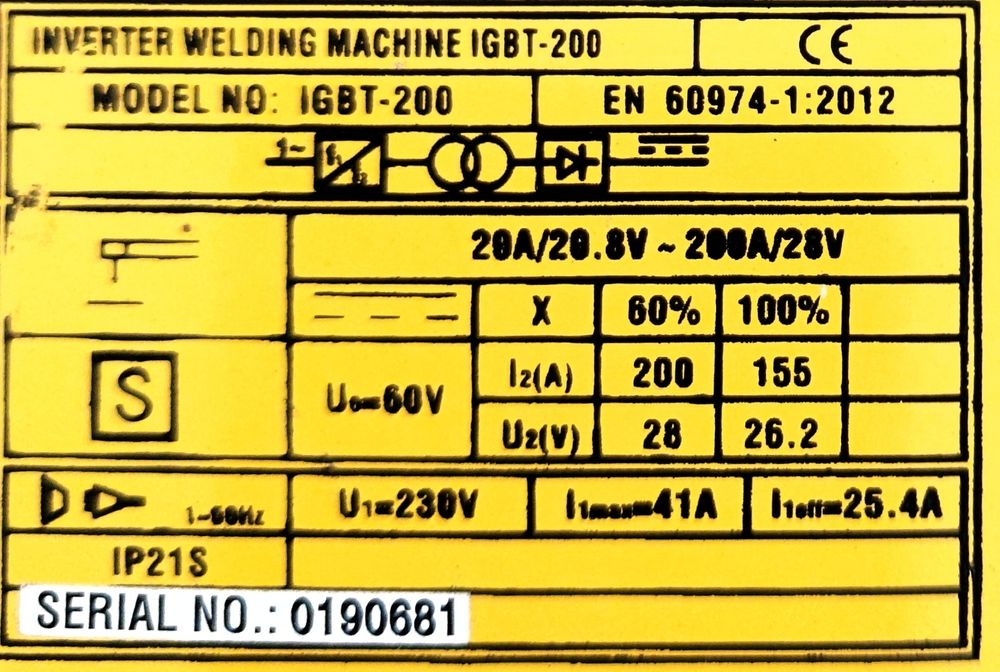 INVERTER WELDING MACHINE IGBT-200 CE
MODEL NO: IGBT-200 EN 60974-1:2012
1~ f1 f2
20A/20.8V ~ 200A/28V
X 60% 100%
S U₀=60V I2(A) 200 155
U2(V) 28 26.2
1~50Hz U1=230V I1max=41A I1eff=25.4A
IP21S
SERIAL NO.: 0190681